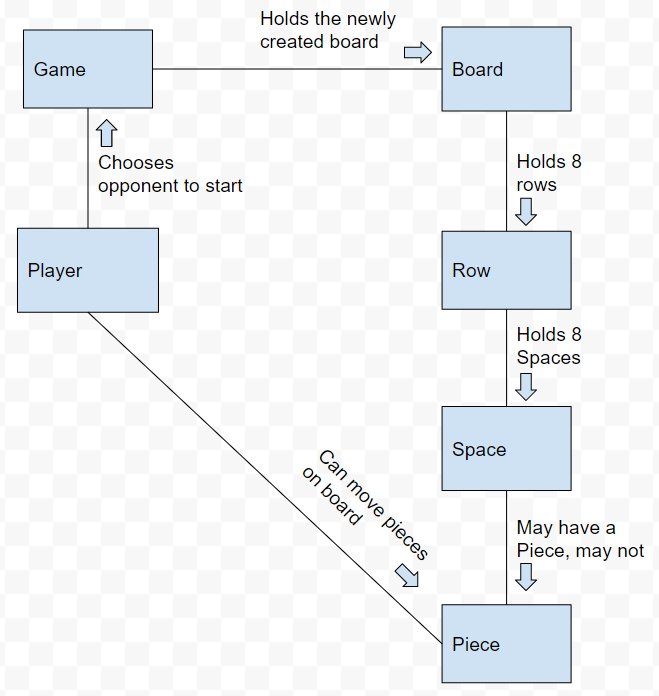 Holds the newly
created board
Game
Board
Chooses
opponent to start
Holds 8
rows
Player
Row
Holds 8
Spaces
Space
Can move pieces
on board
May have a
Piece, may not
Piece